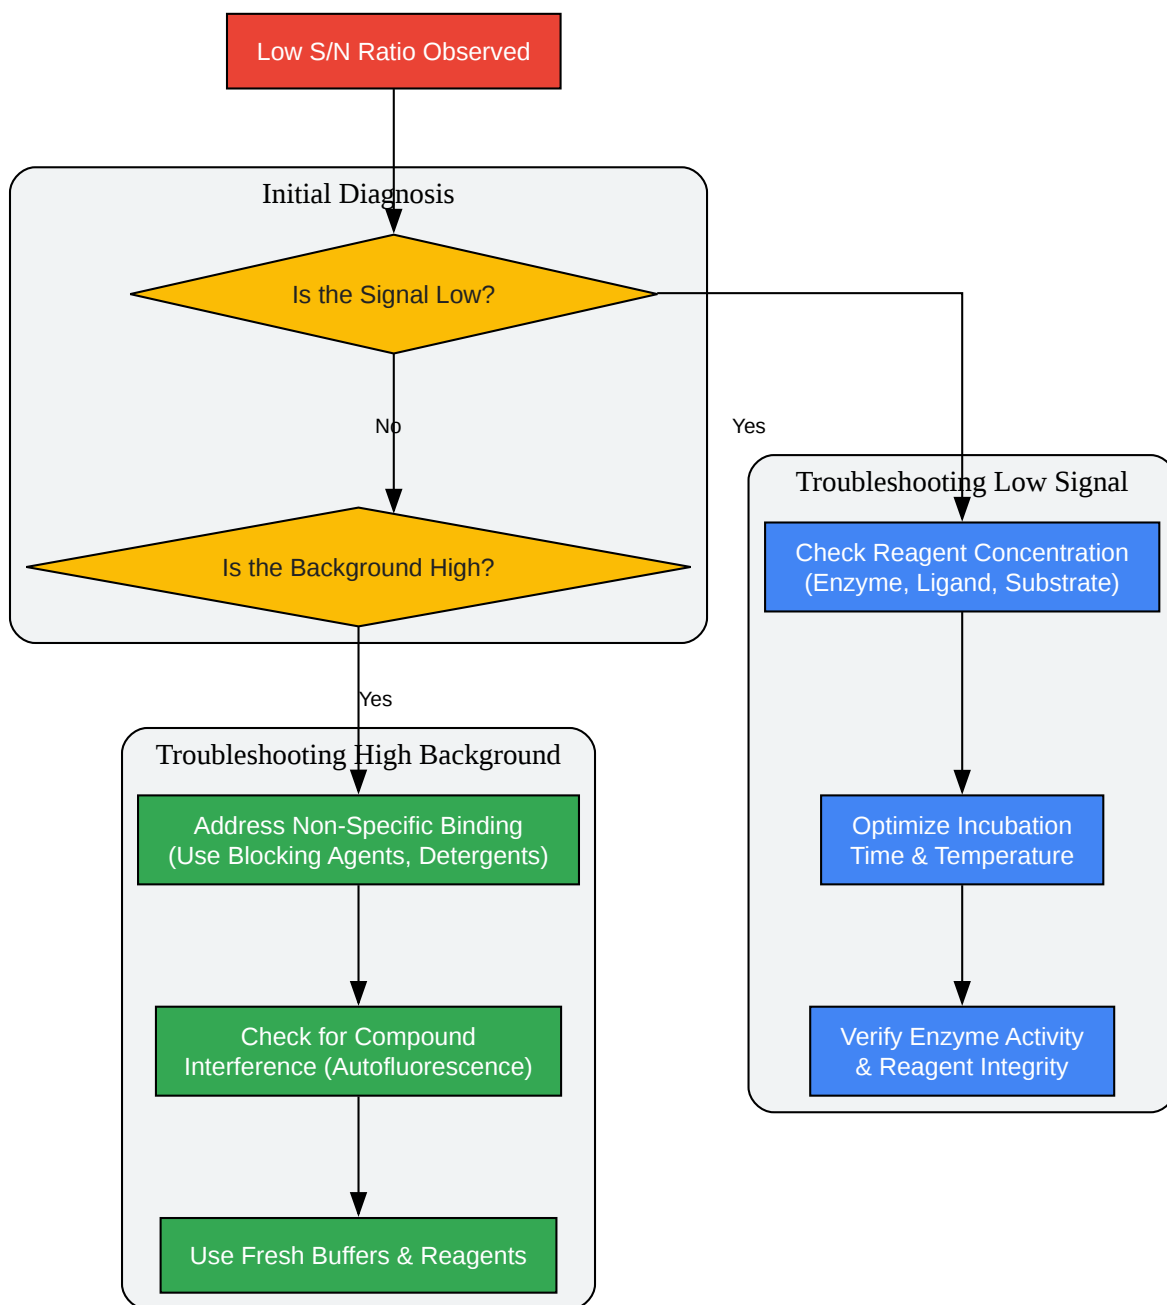 Low S/N Ratio Observed
Initial Diagnosis
Is the Signal Low?
No
Yes
Is the Background High?
Yes
Troubleshooting Low Signal
Check Reagent Concentration
(Enzyme, Ligand, Substrate)
Optimize Incubation
Time & Temperature
Verify Enzyme Activity
& Reagent Integrity
Troubleshooting High Background
Address Non-Specific Binding
(Use Blocking Agents, Detergents)
Check for Compound
Interference (Autofluorescence)
Use Fresh Buffers & Reagents